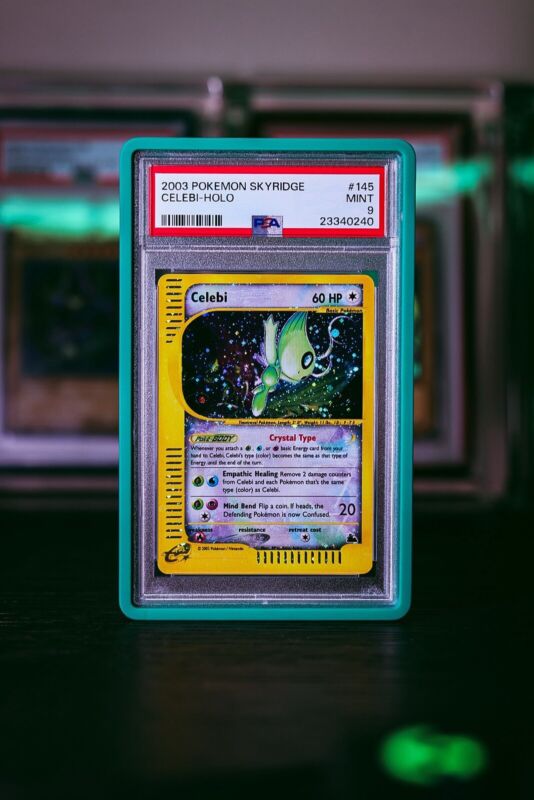 2003 POKEMON SKYRIDGE #145
CELEBI-HOLO MINT
9
PSA 23340240
Celebi 60 HP
Basic Pokémon
Poké-BODY Crystal Type
Whenever you attach a basic Energy card from your
hand to Celebi, Celebi's type (color) becomes the same as that type of
Energy until the end of the turn.
Empathic Healing Remove 2 damage counters
from Celebi and each Pokémon that's the same
type (color) as Celebi.
Mind Bend Flip a coin. If heads, the 20
Defending Pokémon is now Confused.
weakness resistance retreat cost